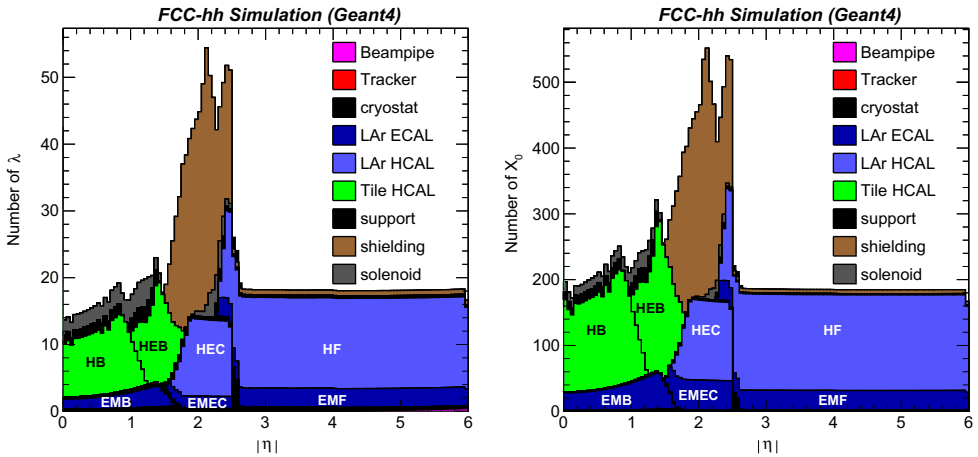 FCC-hh Simulation (Geant4)
Number of λ
50
40
30
20
10
0
Beampipe
Tracker
cryostat
LAr ECAL
LAr HCAL
Tile HCAL
support
shielding
solenoid
HB
HEB
HEC
HF
EMB
EMEC
EMF
0 1 2 3 4 5 6
|η|
FCC-hh Simulation (Geant4)
Number of X₀
500
400
300
200
100
0
Beampipe
Tracker
cryostat
LAr ECAL
LAr HCAL
Tile HCAL
support
shielding
solenoid
HB
HEB
HEC
HF
EMB
EMEC
EMF
0 1 2 3 4 5 6
|η|